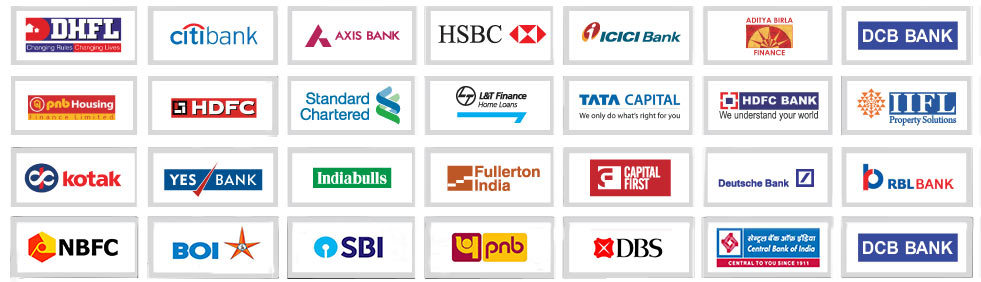 DHFL
Changing Rules Changing Lives
citibank
AXIS BANK
HSBC
ICICI Bank
ADITYA BIRLA
FINANCE
DCB BANK
pnb Housing
Finance Limited
HDFC
Standard
Chartered
L&T Finance
Home Loans
TATA CAPITAL
We only do what's right for you
HDFC BANK
We understand your world
IIFL
Property Solutions
kotak
YES BANK
Indiabulls
Fullerton
India
CAPITAL
FIRST
Deutsche Bank
RBL BANK
NBFC
BOI
SBI
pnb
DBS
सेन्ट्रल बैंक ऑफ़ इंडिया
Central Bank of India
CENTRAL TO YOU SINCE 1911
DCB BANK